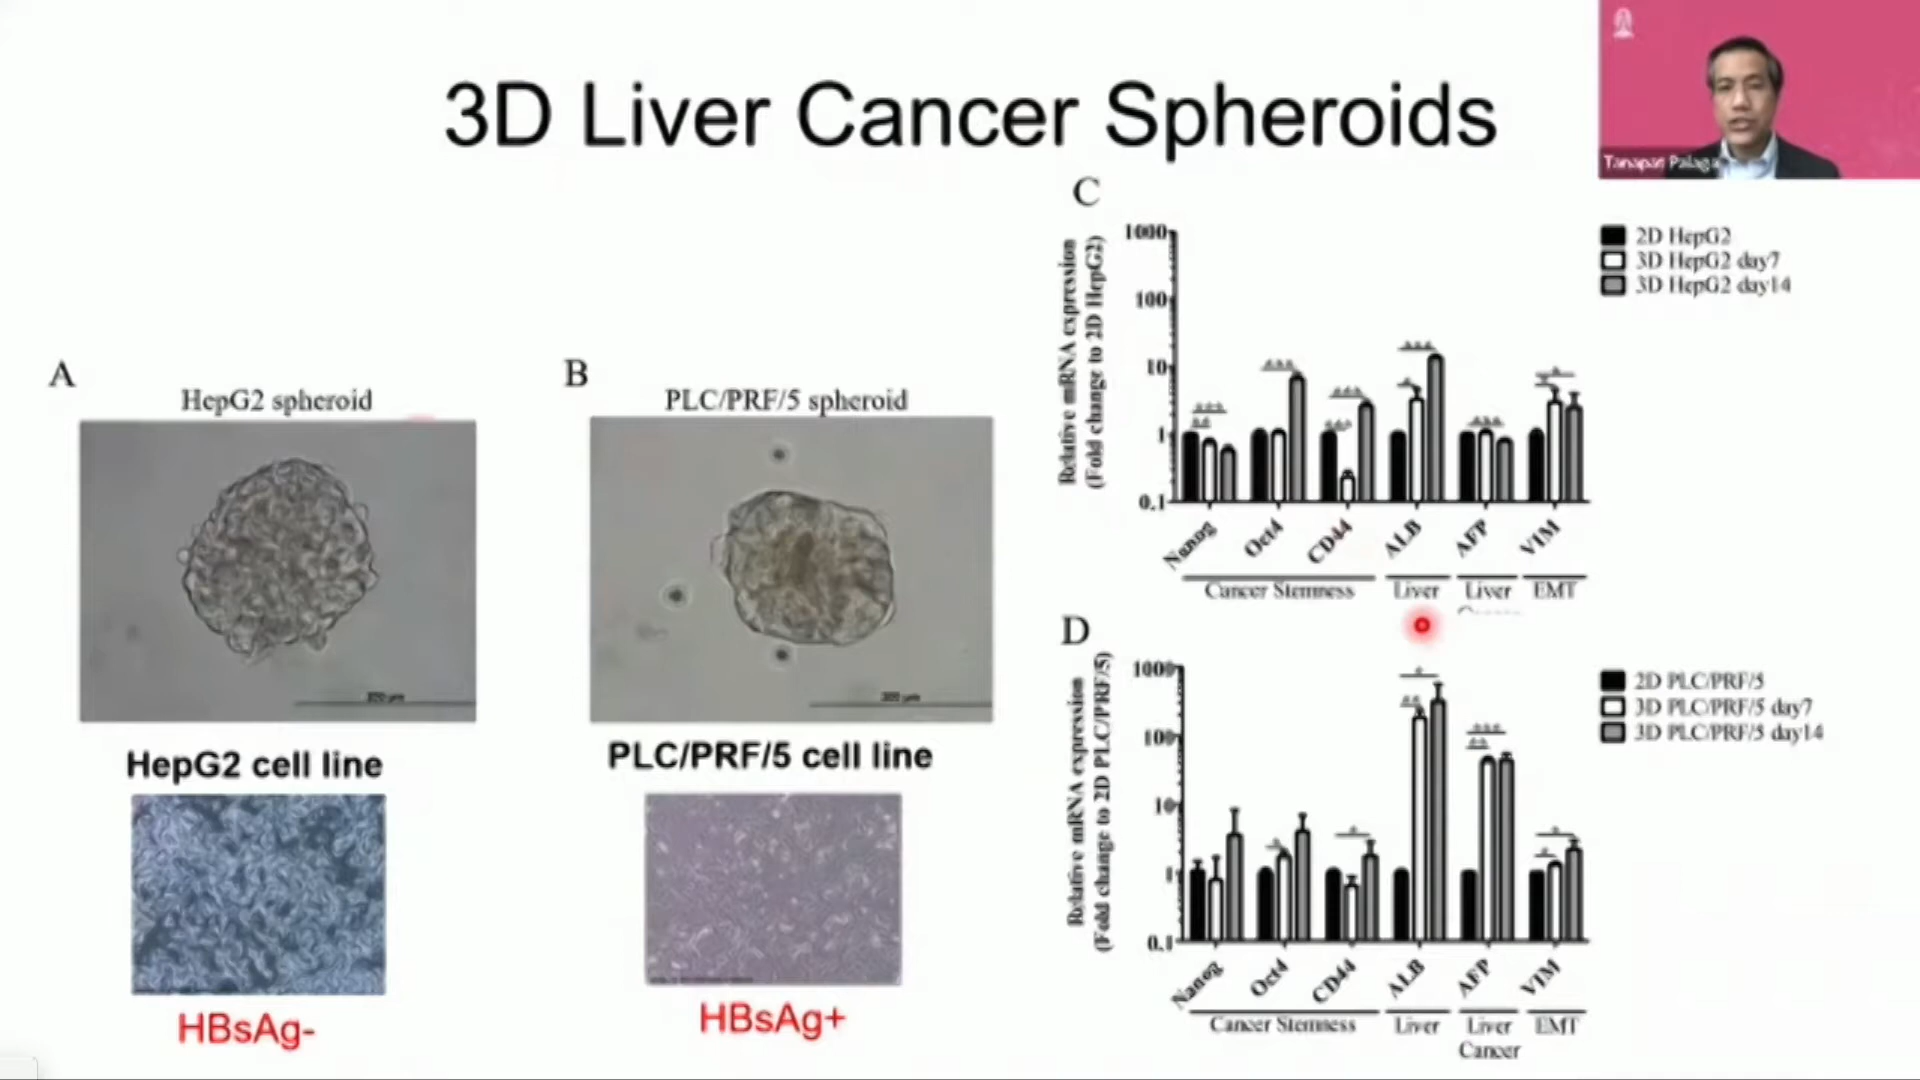 3D Liver Cancer Spheroids
Tanapat Palaga
A
HepG2 spheroid
HepG2 cell line
HBsAg-
B
PLC/PRF/5 spheroid
PLC/PRF/5 cell line
HBsAg+
C
Relative mRNA expression
(Fold change to 2D HepG2)
1000
100
10
1
0.1
Nanog
Oct4
CD44
ALB
AFP
VIM
Cancer Stemness
Liver
Liver
EMT
2D HepG2
3D HepG2 day7
3D HepG2 day14
D
Relative mRNA expression
(Fold change to 2D PLC/PRF/5)
1000
100
10
1
0.1
Nanog
Oct4
CD44
ALB
AFP
VIM
Cancer Stemness
Liver
Liver
Cancer
EMT
2D PLC/PRF/5
3D PLC/PRF/5 day7
3D PLC/PRF/5 day14